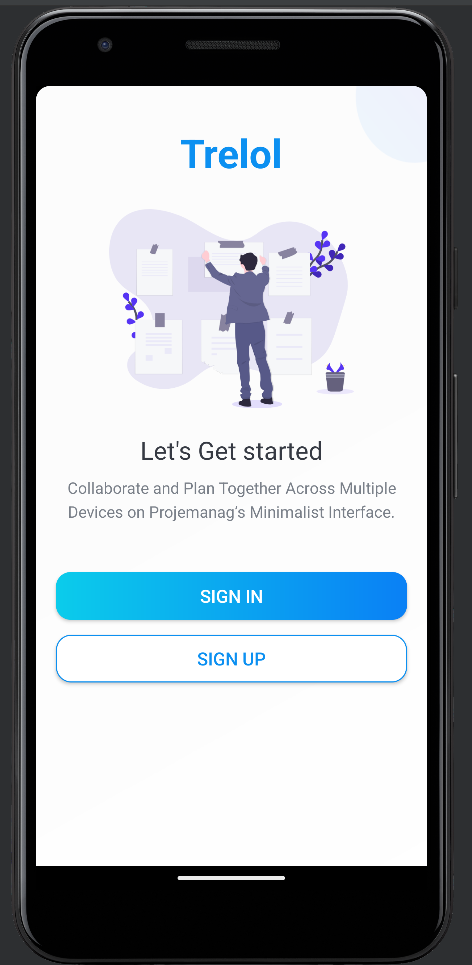 Trelol
Let's Get started
Collaborate and Plan Together Across Multiple
Devices on Projemanag's Minimalist Interface.
SIGN IN
SIGN UP